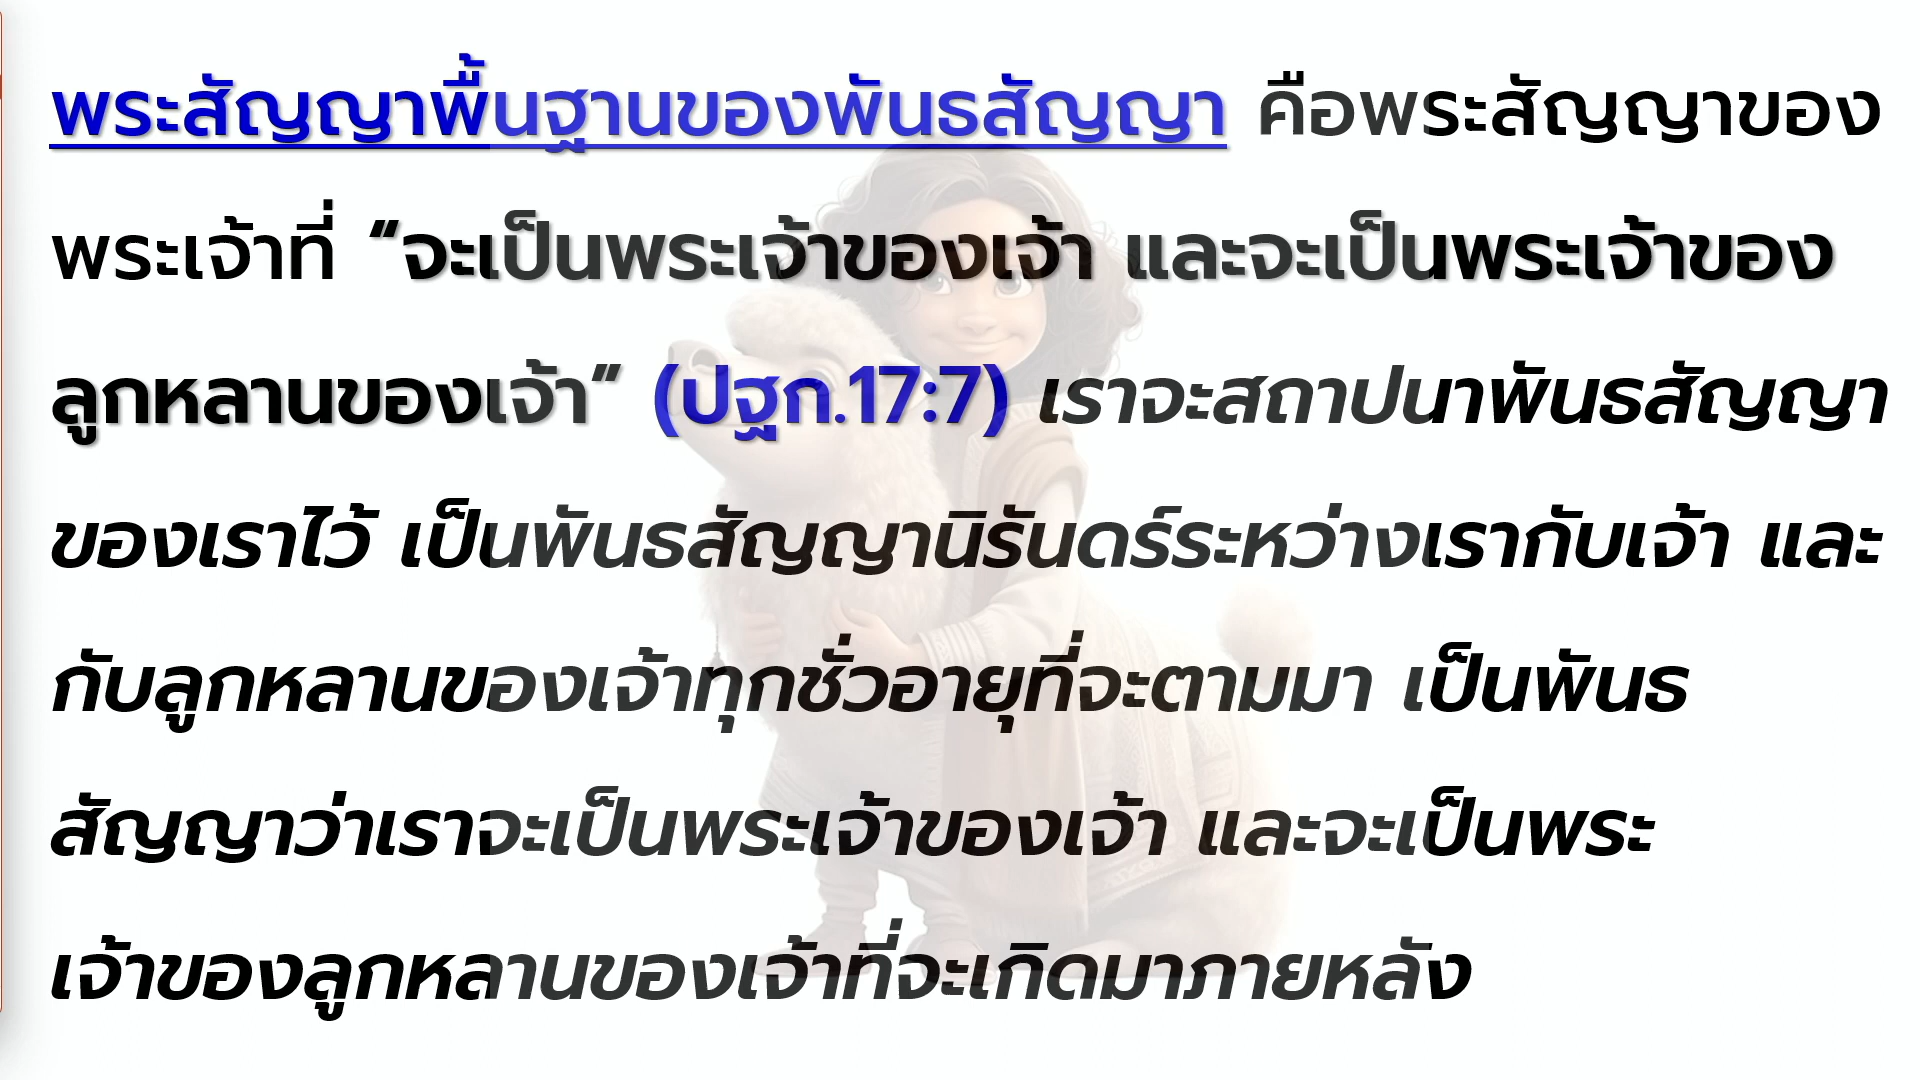 พระสัญญาพื้นฐานของพันธสัญญา คือพระสัญญาของ
พระเจ้าที่ “จะเป็นพระเจ้าของเจ้า และจะเป็นพระเจ้าของ
ลูกหลานของเจ้า” (ปฐก.17:7) เราจะสถาปนาพันธสัญญา
ของเราไว้ เป็นพันธสัญญานิรันดร์ระหว่างเรากับเจ้า และ
กับลูกหลานของเจ้าทุกชั่วอายุที่จะตามมา เป็นพันธ
สัญญาว่าเราจะเป็นพระเจ้าของเจ้า และจะเป็นพระ
เจ้าของลูกหลานของเจ้าที่จะเกิดมาภายหลัง